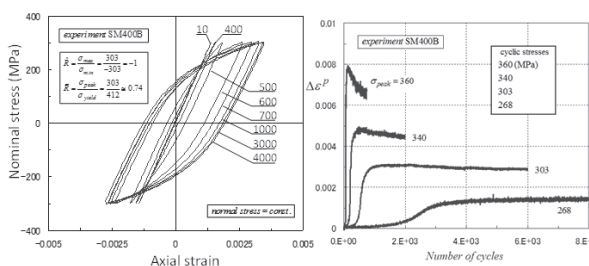 experiment SM400B
R̂ = σmax / σmin = 303 / -303 = -1
R̄ = σpeak / σyield = 303 / 412 ≅ 0.74
10
400
500
600
700
1000
3000
4000
normal stress = const.
400
200
0
−200
−400
−0.005
−0.0025
0
0.0025
0.005
Nominal stress (MPa)
Axial strain
experiment SM400B
cyclic stresses
360 (MPa)
340
303
268
σpeak = 360
340
303
268
Δεᵖ
0.01
0.008
0.006
0.004
0.002
0
0.E+00
2.E+03
4.E+03
6.E+03
8.E+03
Number of cycles